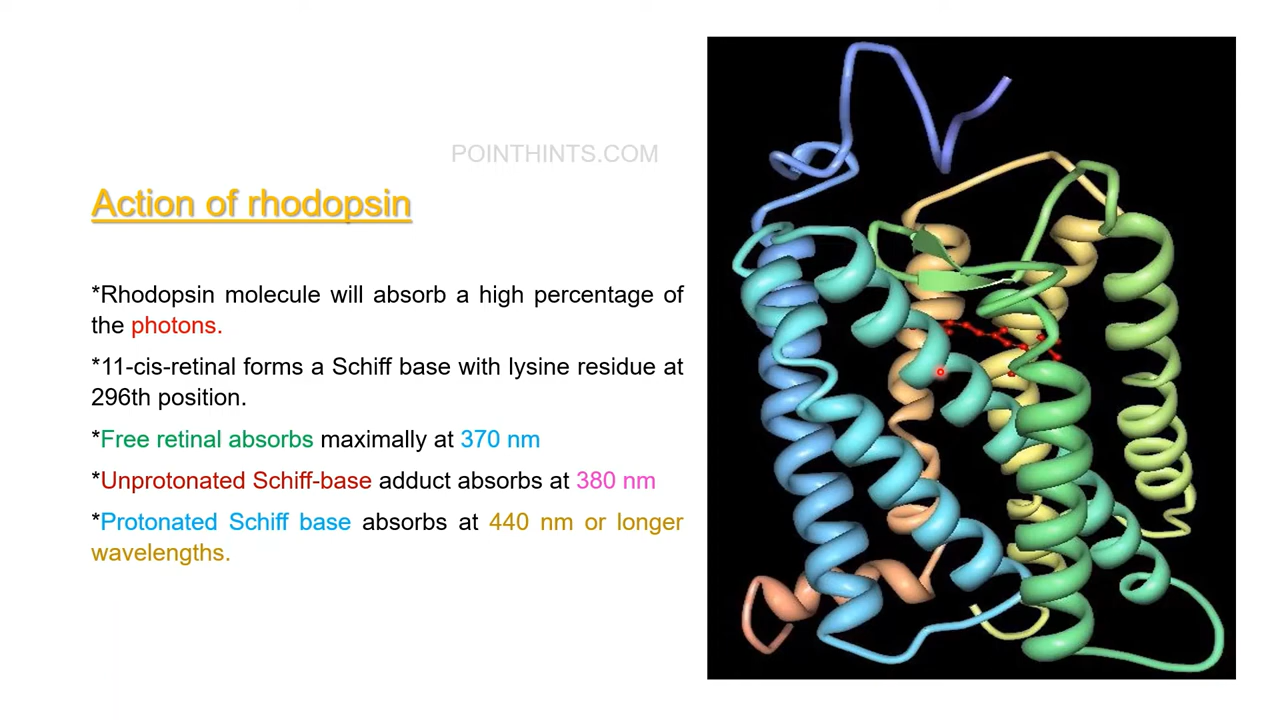 POINTHINTS.COM
Action of rhodopsin
*Rhodopsin molecule will absorb a high percentage of
the photons.
*11-cis-retinal forms a Schiff base with lysine residue at
296th position.
*Free retinal absorbs maximally at 370 nm
*Unprotonated Schiff-base adduct absorbs at 380 nm
*Protonated Schiff base absorbs at 440 nm or longer
wavelengths.